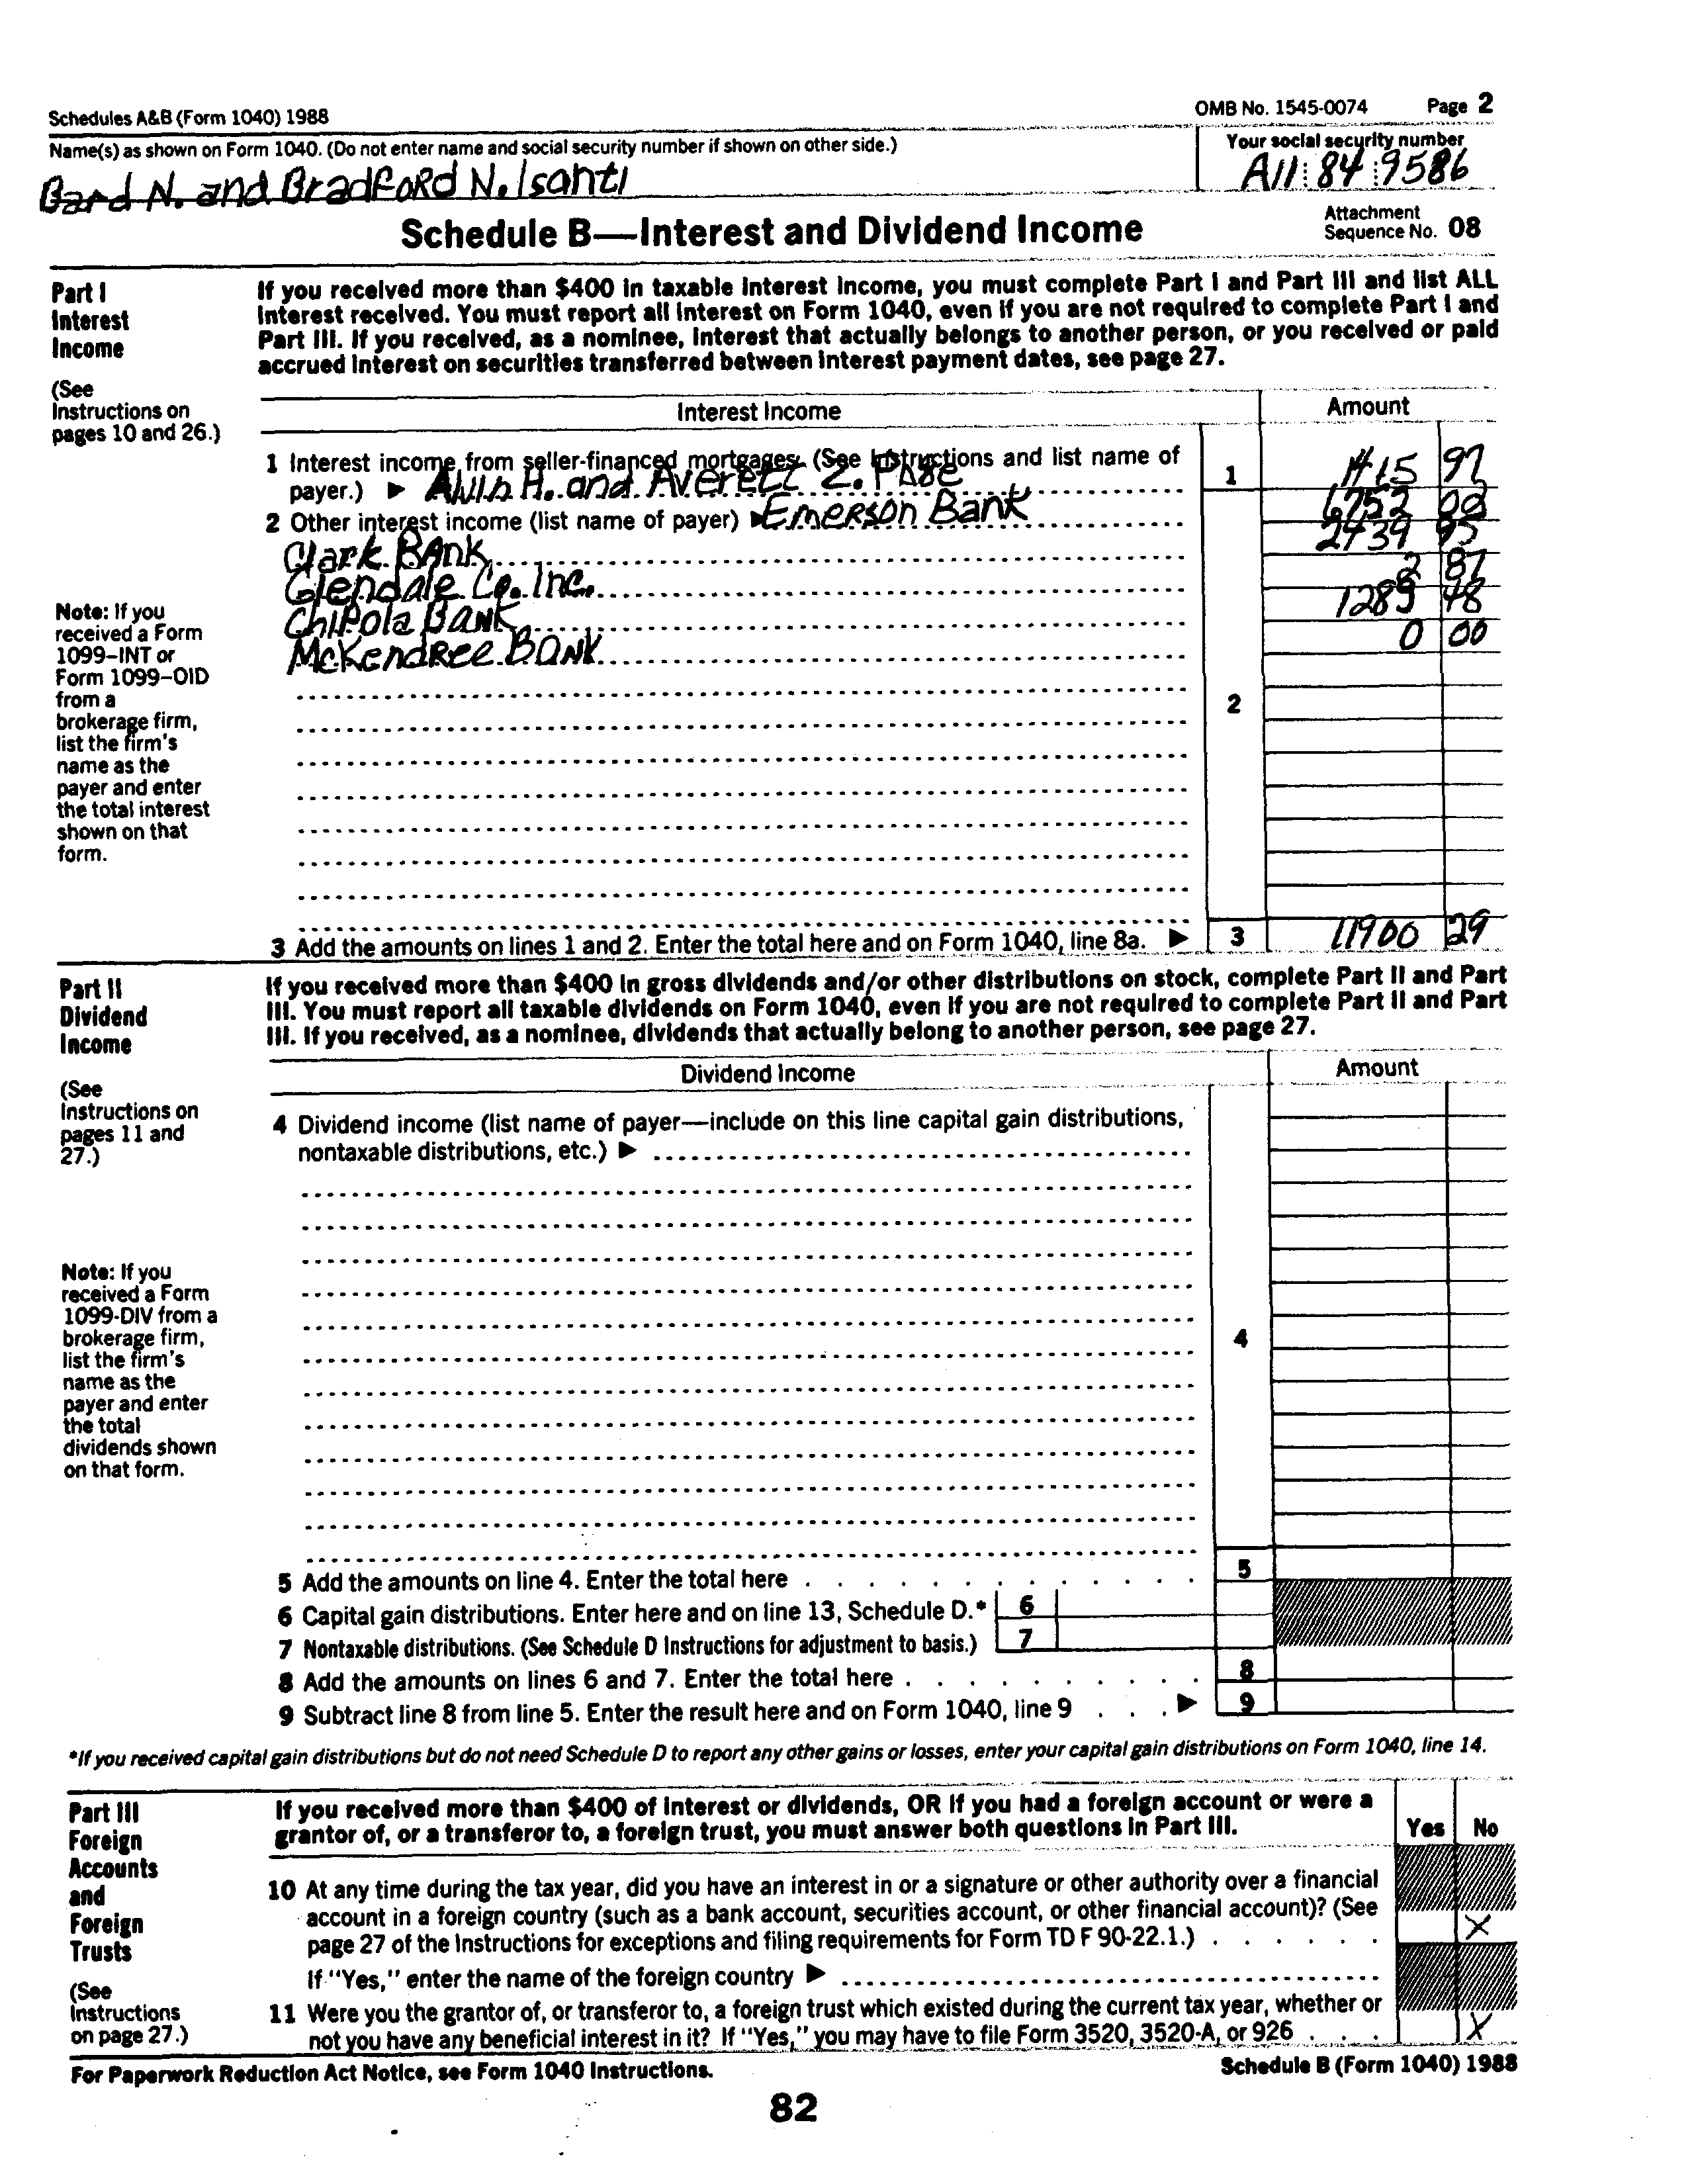 Schedules A&B (Form 1040) 1988 OMB No. 1545-0074 Page 2
Name(s) as shown on Form 1040. (Do not enter name and social security number if shown on other side.) Your social security number
Bard N. and BradfoRd N. Isanti A11 84 9586
Schedule B—Interest and Dividend Income Attachment Sequence No. 08
Part I
Interest
Income
(See
Instructions on
pages 10 and 26.)
If you received more than $400 in taxable interest income, you must complete Part I and Part III and list ALL
interest received. You must report all interest on Form 1040, even if you are not required to complete Part I and
Part III. If you received, as a nominee, interest that actually belongs to another person, or you received or paid
accrued interest on securities transferred between interest payment dates, see page 27.
Interest Income Amount
1 Interest income from seller-financed mortgages. (See Instructions and list name of
payer.) ▶ H. and Averett Z. 1 1415 97
2 Other interest income (list name of payer) ▶ Emerson Bank 6752
Clark BAnk 2439 95
Glendale Co. Inc. 2 87
Chipola BANK 1289 48
McKendRee BANK 0 00
2
Note: If you
received a Form
1099–INT or
Form 1099–OID
from a
brokerage firm,
list the firm's
name as the
payer and enter
the total interest
shown on that
form.
3 Add the amounts on lines 1 and 2. Enter the total here and on Form 1040, line 8a. ▶ 3 11900 29
Part II
Dividend
Income
(See
Instructions on
pages 11 and
27.)
If you received more than $400 in gross dividends and/or other distributions on stock, complete Part II and Part
III. You must report all taxable dividends on Form 1040, even if you are not required to complete Part II and Part
III. If you received, as a nominee, dividends that actually belong to another person, see page 27.
Dividend Income Amount
4 Dividend income (list name of payer—include on this line capital gain distributions,
nontaxable distributions, etc.) ▶
4
Note: If you
received a Form
1099-DIV from a
brokerage firm,
list the firm's
name as the
payer and enter
the total
dividends shown
on that form.
5 Add the amounts on line 4. Enter the total here 5
6 Capital gain distributions. Enter here and on line 13, Schedule D.* 6
7 Nontaxable distributions. (See Schedule D Instructions for adjustment to basis.) 7
8 Add the amounts on lines 6 and 7. Enter the total here 8
9 Subtract line 8 from line 5. Enter the result here and on Form 1040, line 9 ▶ 9
*If you received capital gain distributions but do not need Schedule D to report any other gains or losses, enter your capital gain distributions on Form 1040, line 14.
Part III
Foreign
Accounts
and
Foreign
Trusts
(See
Instructions
on page 27.)
If you received more than $400 of interest or dividends, OR if you had a foreign account or were a
grantor of, or a transferor to, a foreign trust, you must answer both questions in Part III. Yes No
10 At any time during the tax year, did you have an interest in or a signature or other authority over a financial
account in a foreign country (such as a bank account, securities account, or other financial account)? (See
page 27 of the Instructions for exceptions and filing requirements for Form TD F 90-22.1.) X
If "Yes," enter the name of the foreign country ▶
11 Were you the grantor of, or transferor to, a foreign trust which existed during the current tax year, whether or
not you have any beneficial interest in it? If "Yes," you may have to file Form 3520, 3520-A, or 926 X
For Paperwork Reduction Act Notice, see Form 1040 Instructions. Schedule B (Form 1040) 1988
82